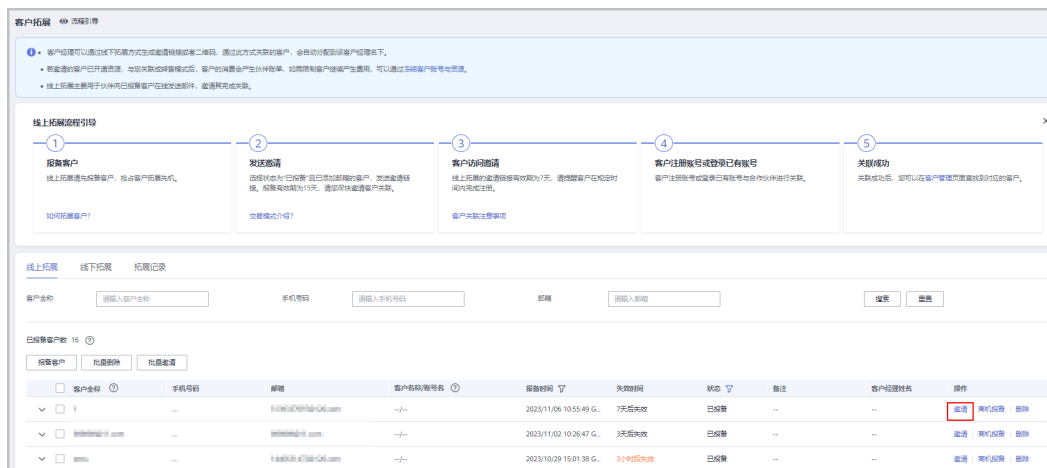 客户拓展 流程引导
客户经理可以通过线下拓展方式生成邀请链接或者二维码，通过此方式关联的客户，会自动分配到该客户经理名下。
若邀请的客户已开通资源，与您关联成转售模式后，客户的消费会产生伙伴账单，如需限制客户继续产生费用，可以通过冻结客户账号与资源。
线上拓展主要用于伙伴向已报备客户在线发送邮件，邀请其完成关联。
线上拓展流程引导
1 2 3 4 5
报备客户 发送邀请 客户访问邀请 客户注册账号或登录已有账号 关联成功
线上拓展请先报备客户，抢占客户拓展先机。
选择状态为“已报备”且已添加邮箱的客户，发送邀请链
接。报备有效期为15天，请您尽快邀请客户关联。
线上拓展的邀请链接有效期为7天，请提醒客户在规定时
间内完成注册。
客户注册账号或登录已有账号与合作伙伴进行关联。
关联成功后，您可以在客户管理页面查找到对应的客户。
如何拓展客户? 交易模式介绍? 客户关联注意事项
线上拓展 线下拓展 拓展记录
客户全称 请输入客户全称 手机号码 请输入手机号码 邮箱 请输入邮箱 搜索 重置
已报备客户数 16
报备客户 批量删除 批量邀请
客户全称 手机号码 邮箱 客户名称/账号名 报备时间 失效时间 状态 备注 客户经理姓名 操作
--/-- 2023/11/06 10:55:49 G... 7天后失效 已报备 -- -- 邀请 商机报备 删除
--/-- 2023/11/02 10:26:47 G... 3天后失效 已报备 -- -- 邀请 商机报备 删除
--/-- 2023/10/29 15:01:38 G... 3小时后失效 已报备 -- -- 邀请 商机报备 删除